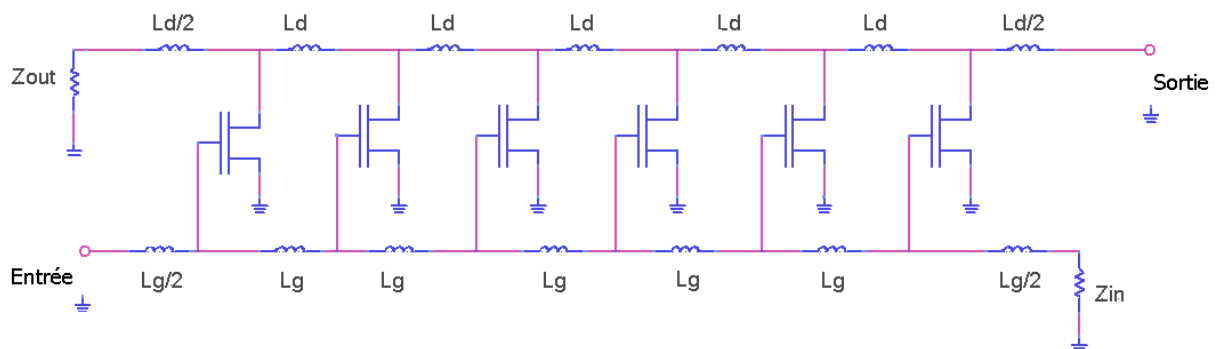 Ld/2 Ld Ld Ld Ld Ld Ld/2
Zout
Sortie
Entrée
Lg/2 Lg Lg Lg Lg Lg Lg/2
Zin